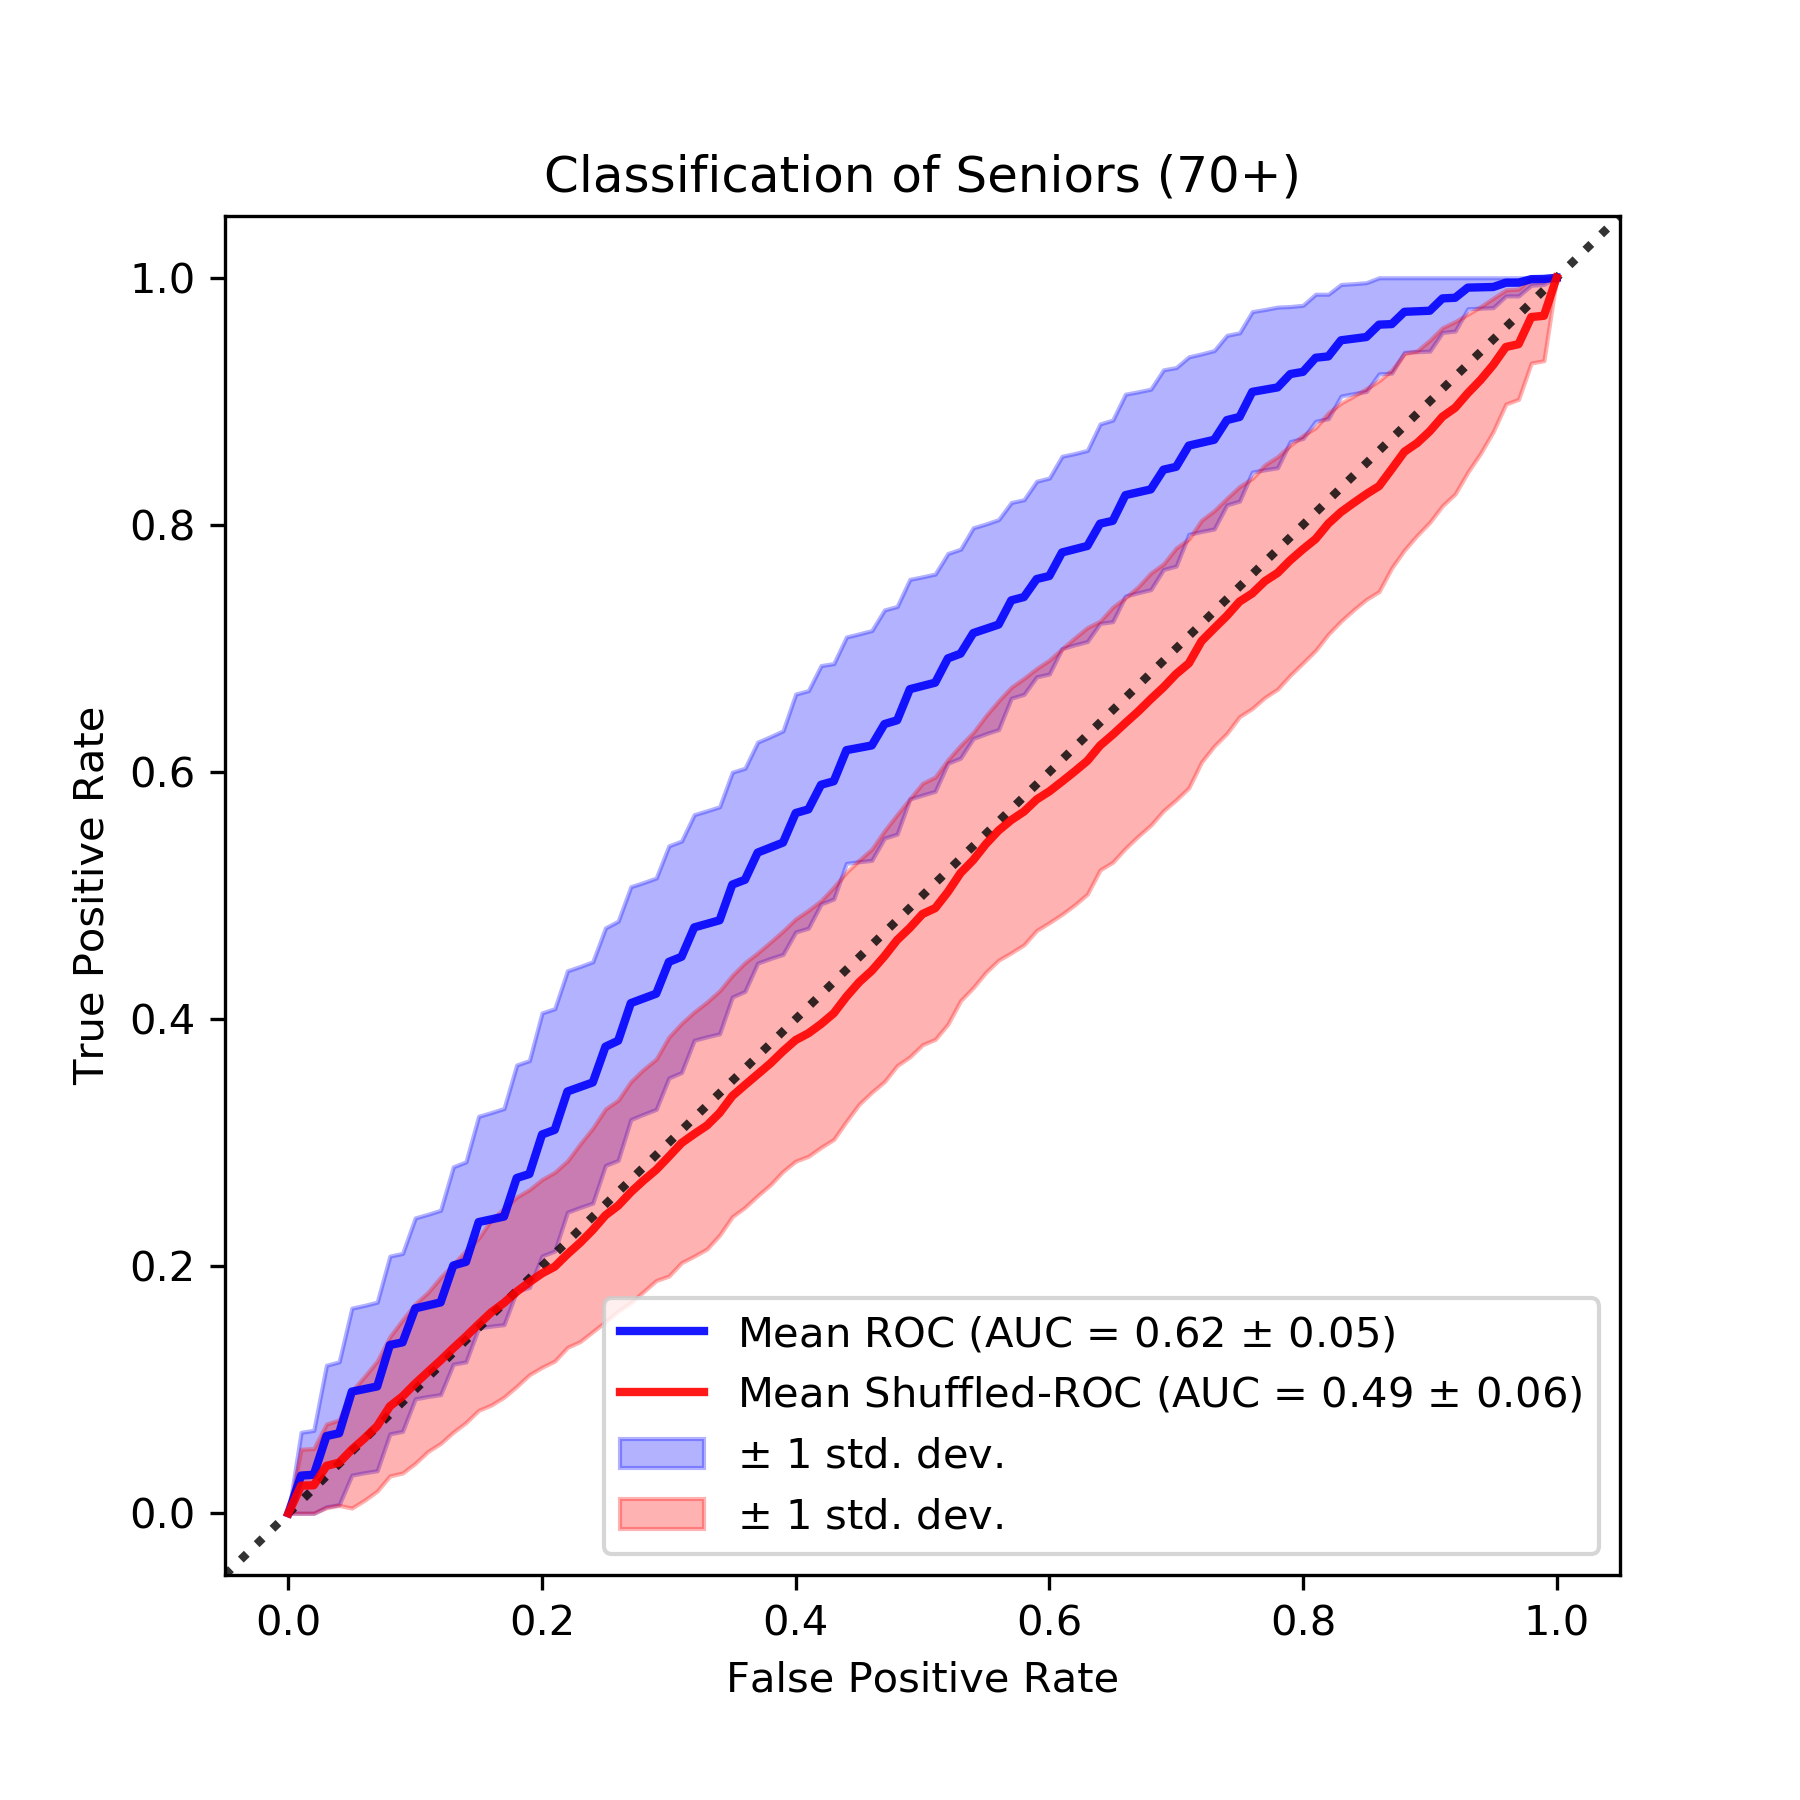 Classification of Seniors (70+)
1.0
0.8
0.6
0.4
0.2
0.0
True Positive Rate
Mean ROC (AUC = 0.62 ± 0.05)
Mean Shuffled-ROC (AUC = 0.49 ± 0.06)
± 1 std. dev.
± 1 std. dev.
0.0 0.2 0.4 0.6 0.8 1.0
False Positive Rate